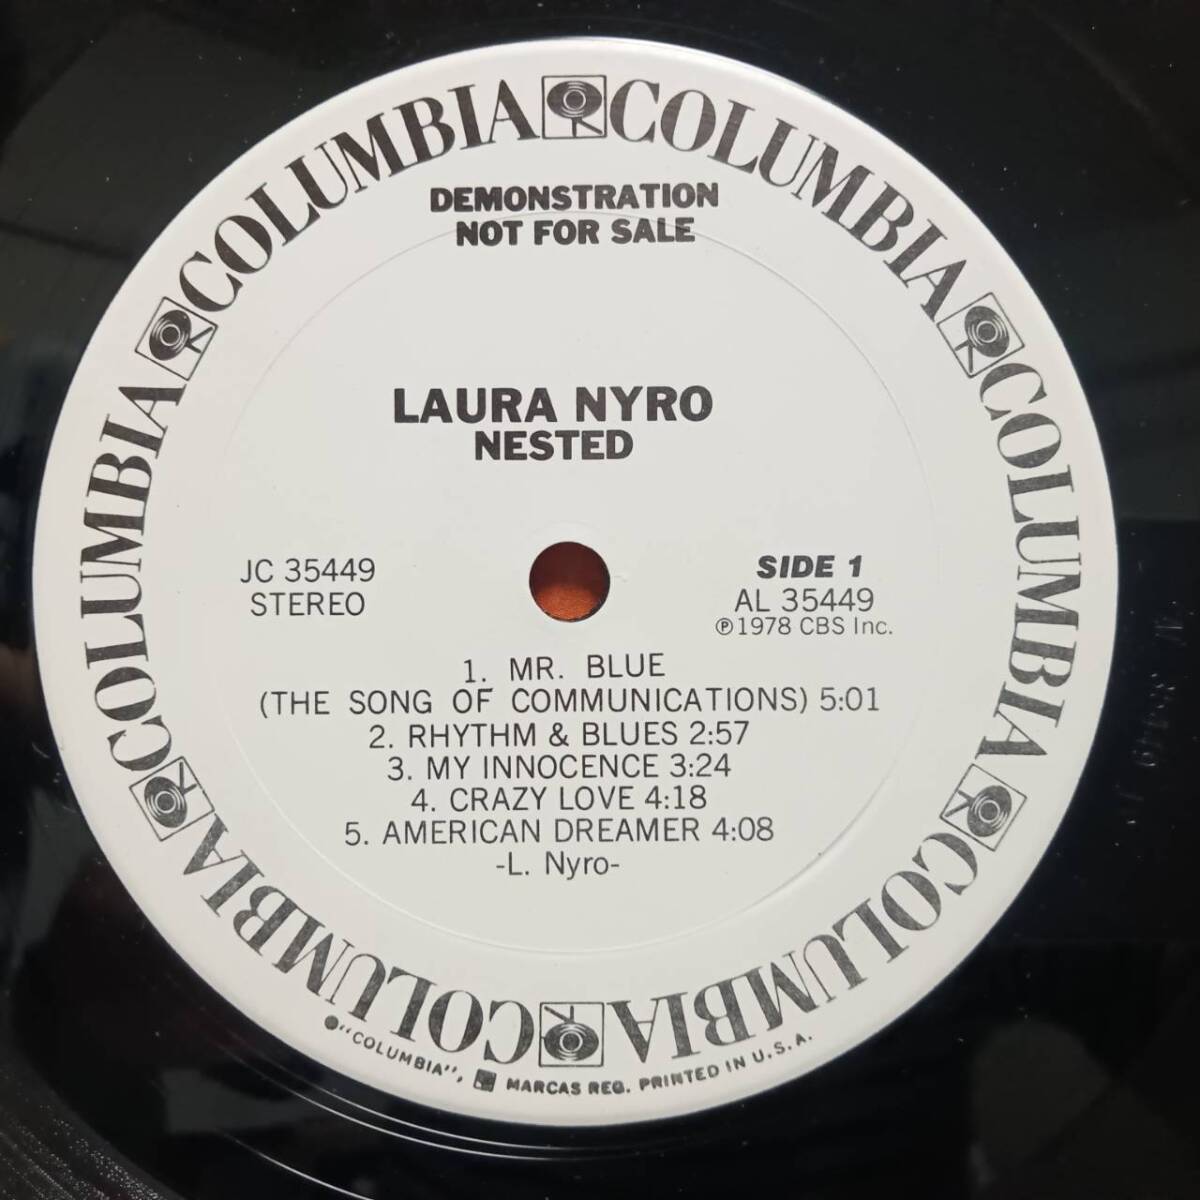 COLUMBIA COLUMBIA COLUMBIA COLUMBIA COLUMBIA COLUMBIA
DEMONSTRATION
NOT FOR SALE
LAURA NYRO
NESTED
JC 35449
STEREO
SIDE 1
AL 35449
℗1978 CBS Inc.
1. MR. BLUE
(THE SONG OF COMMUNICATIONS) 5:01
2. RHYTHM & BLUES 2:57
3. MY INNOCENCE 3:24
4. CRAZY LOVE 4:18
5. AMERICAN DREAMER 4:08
-L. Nyro-
"COLUMBIA", MARCAS REG. PRINTED IN U.S.A.